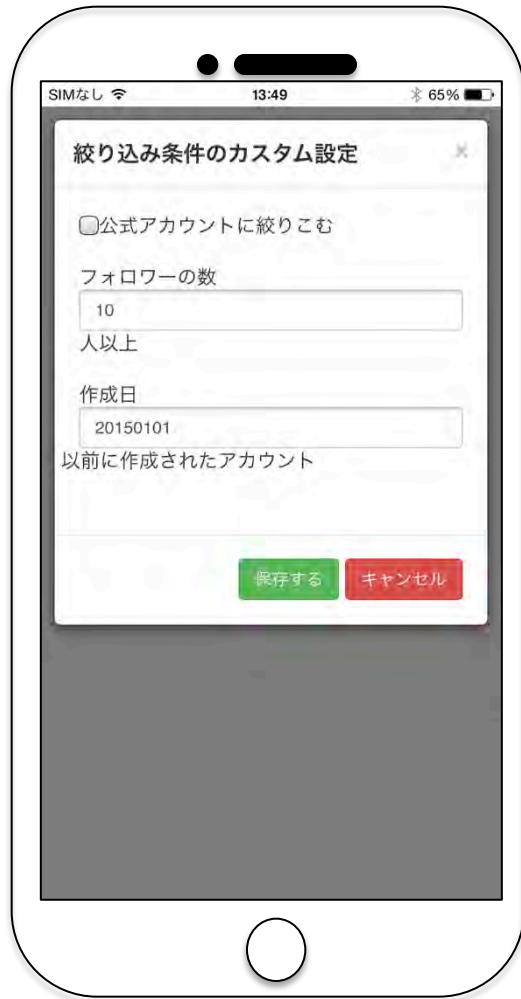 SIMなし 13:49 65%
絞り込み条件のカスタム設定 ×
公式アカウントに絞りこむ
フォロワーの数
10
人以上
作成日
20150101
以前に作成されたアカウント
保存する キャンセル